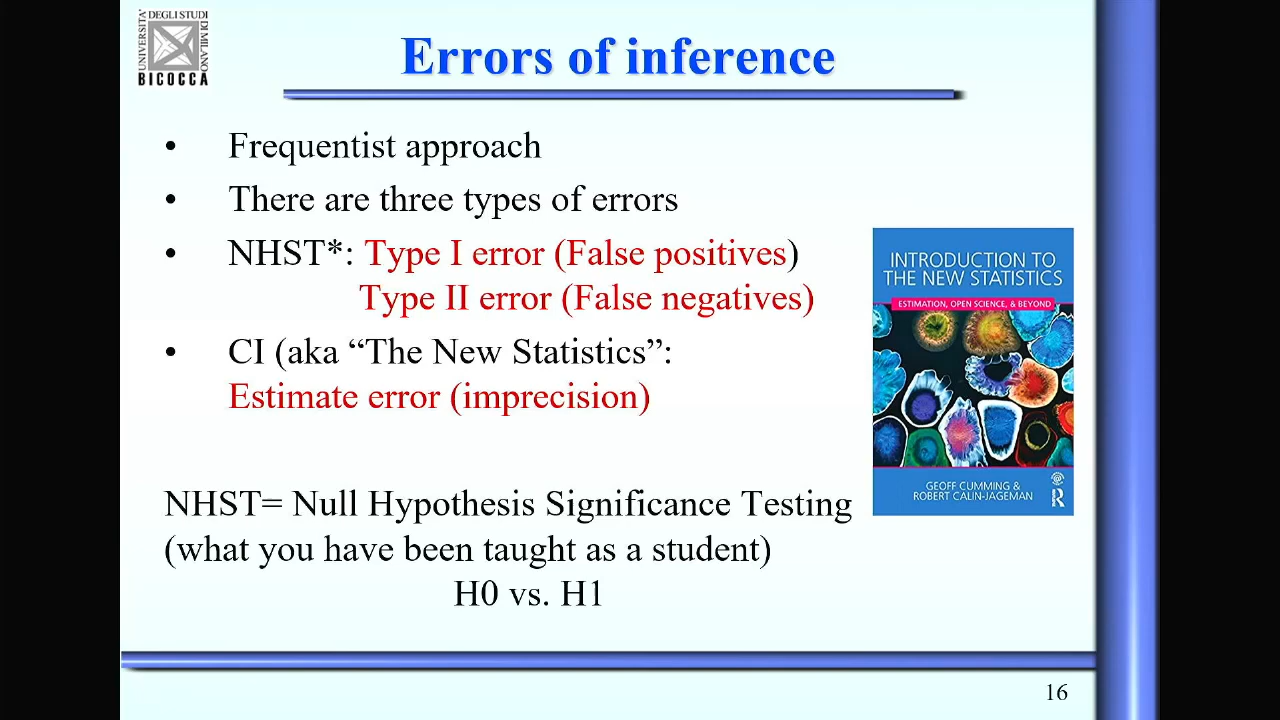 UNIVERSITA'
DEGLI STUDI
DI MILANO
BICOCCA
Errors of inference
• Frequentist approach
• There are three types of errors
• NHST*: Type I error (False positives)
Type II error (False negatives)
• CI (aka “The New Statistics”:
Estimate error (imprecision)
INTRODUCTION TO
THE NEW STATISTICS
ESTIMATION, OPEN SCIENCE, & BEYOND
GEOFF CUMMING &
ROBERT CALIN-JAGEMAN
R
NHST= Null Hypothesis Significance Testing
(what you have been taught as a student)
H0 vs. H1
16